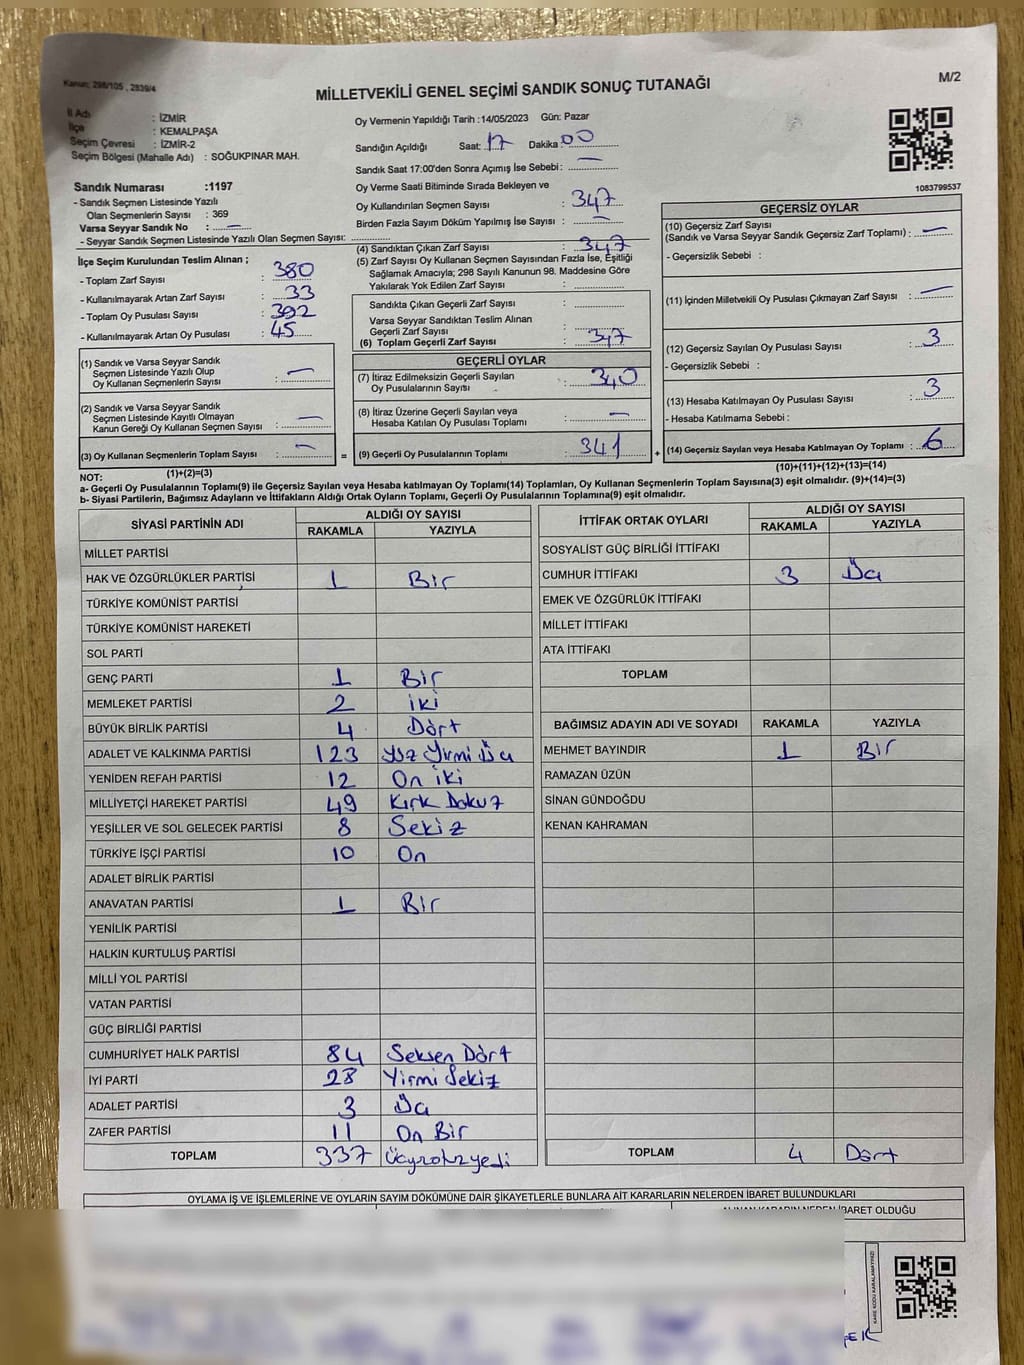 Kanun; 298/105 , 2839/4
M/2
MİLLETVEKİLİ GENEL SEÇİMİ SANDIK SONUÇ TUTANAĞI
İl Adı : İZMİR
İlçe : KEMALPAŞA
Seçim Çevresi : İZMİR-2
Seçim Bölgesi (Mahalle Adı) : SOĞUKPINAR MAH.
Sandık Numarası :1197
- Sandık Seçmen Listesinde Yazılı
Olan Seçmenlerin Sayısı : 369
Varsa Seyyar Sandık No : —
- Seyyar Sandık Seçmen Listesinde Yazılı Olan Seçmen Sayısı:
İlçe Seçim Kurulundan Teslim Alınan ;
- Toplam Zarf Sayısı : 380
- Kullanılmayarak Artan Zarf Sayısı : 33
- Toplam Oy Pusulası Sayısı : 392
- Kullanılmayarak Artan Oy Pusulası : 45
(1) Sandık ve Varsa Seyyar Sandık
Seçmen Listesinde Yazılı Olup
Oy Kullanan Seçmenlerin Sayısı : —
(2) Sandık ve Varsa Seyyar Sandık
Seçmen Listesinde Kayıtlı Olmayan
Kanun Gereği Oy Kullanan Seçmen Sayısı : —
(3) Oy Kullanan Seçmenlerin Toplam Sayısı : —
(1)+(2)=(3)
Oy Vermenin Yapıldığı Tarih :14/05/2023 Gün: Pazar
Sandığın Açıldığı Saat: 17 Dakika: 00
Sandık Saat 17:00'den Sonra Açımış İse Sebebi: —
Oy Verme Saati Bitiminde Sırada Bekleyen ve
Oy Kullandırılan Seçmen Sayısı : 347
Birden Fazla Sayım Döküm Yapılmış İse Sayısı : —
(4) Sandıktan Çıkan Zarf Sayısı : 347
(5) Zarf Sayısı Oy Kullanan Seçmen Sayısından Fazla İse, Eşitliği
Sağlamak Amacıyla; 298 Sayılı Kanunun 98. Maddesine Göre
Yakılarak Yok Edilen Zarf Sayısı :
Sandıkta Çıkan Geçerli Zarf Sayısı :
Varsa Seyyar Sandıktan Teslim Alınan
Geçerli Zarf Sayısı :
(6) Toplam Geçerli Zarf Sayısı : 347
GEÇERLİ OYLAR
(7) İtiraz Edilmeksizin Geçerli Sayılan
Oy Pusulalarının Sayısı : 340
(8) İtiraz Üzerine Geçerli Sayılan veya
Hesaba Katılan Oy Pusulası Toplamı : —
= (9) Geçerli Oy Pusulalarının Toplamı : 341
1083799537
GEÇERSİZ OYLAR
(10) Geçersiz Zarf Sayısı
(Sandık ve Varsa Seyyar Sandık Geçersiz Zarf Toplamı) : —
- Geçersizlik Sebebi :
(11) İçinden Milletvekili Oy Pusulası Çıkmayan Zarf Sayısı : —
(12) Geçersiz Sayılan Oy Pusulası Sayısı : 3
- Geçersizlik Sebebi :
(13) Hesaba Katılmayan Oy Pusulası Sayısı : 3
- Hesaba Katılmama Sebebi :
+ (14) Geçersiz Sayılan veya Hesaba Katılmayan Oy Toplamı : 6
(10)+(11)+(12)+(13)=(14)
NOT:
a- Geçerli Oy Pusulalarının Toplamı(9) ile Geçersiz Sayılan veya Hesaba Katılmayan Oy Toplamı(14) Toplamları, Oy Kullanan Seçmenlerin Toplam Sayısına(3) eşit olmalıdır. (9)+(14)=(3)
b- Siyasi Partilerin, Bağımsız Adayların ve İttifakların Aldığı Ortak Oyların Toplamı, Geçerli Oy Pusulalarının Toplamına(9) eşit olmalıdır.
SİYASİ PARTİNİN ADI ALDIĞI OY SAYISI
RAKAMLA YAZIYLA
MİLLET PARTİSİ
HAK VE ÖZGÜRLÜKLER PARTİSİ 1 Bir
TÜRKİYE KOMÜNİST PARTİSİ
TÜRKİYE KOMÜNİST HAREKETİ
SOL PARTİ
GENÇ PARTİ 1 Bir
MEMLEKET PARTİSİ 2 iki
BÜYÜK BİRLİK PARTİSİ 4 Dört
ADALET VE KALKINMA PARTİSİ 123 Yüz Yirmi Üç
YENİDEN REFAH PARTİSİ 12 On iki
MİLLİYETÇİ HAREKET PARTİSİ 49 Kırk Dokuz
YEŞİLLER VE SOL GELECEK PARTİSİ 8 Sekiz
TÜRKİYE İŞÇİ PARTİSİ 10 On
ADALET BİRLİK PARTİSİ
ANAVATAN PARTİSİ 1 Bir
YENİLİK PARTİSİ
HALKIN KURTULUŞ PARTİSİ
MİLLİ YOL PARTİSİ
VATAN PARTİSİ
GÜÇ BİRLİĞİ PARTİSİ
CUMHURİYET HALK PARTİSİ 84 Seksen Dört
İYİ PARTİ 28 Yirmi Sekiz
ADALET PARTİSİ 3 Üç
ZAFER PARTİSİ 11 On Bir
TOPLAM 337 Üçyzotuzyedi
İTTİFAK ORTAK OYLARI ALDIĞI OY SAYISI
RAKAMLA YAZIYLA
SOSYALİST GÜÇ BİRLİĞİ İTTİFAKI
CUMHUR İTTİFAKI 3 Üç
EMEK VE ÖZGÜRLÜK İTTİFAKI
MİLLET İTTİFAKI
ATA İTTİFAKI
TOPLAM
BAĞIMSIZ ADAYIN ADI VE SOYADI RAKAMLA YAZIYLA
MEHMET BAYINDIR 1 Bir
RAMAZAN ÜZÜN
SİNAN GÜNDOĞDU
KENAN KAHRAMAN
TOPLAM 4 Dört
OYLAMA İŞ VE İŞLEMLERİNE VE OYLARIN SAYIM DÖKÜMÜNE DAİR ŞİKAYETLERLE BUNLARA AİT KARARLARIN NELERDEN İBARET BULUNDUKLARI
ALINAN KARARIN NEDEN İBARET OLDUĞU
KARE KODU KARALAMAYINIZ!